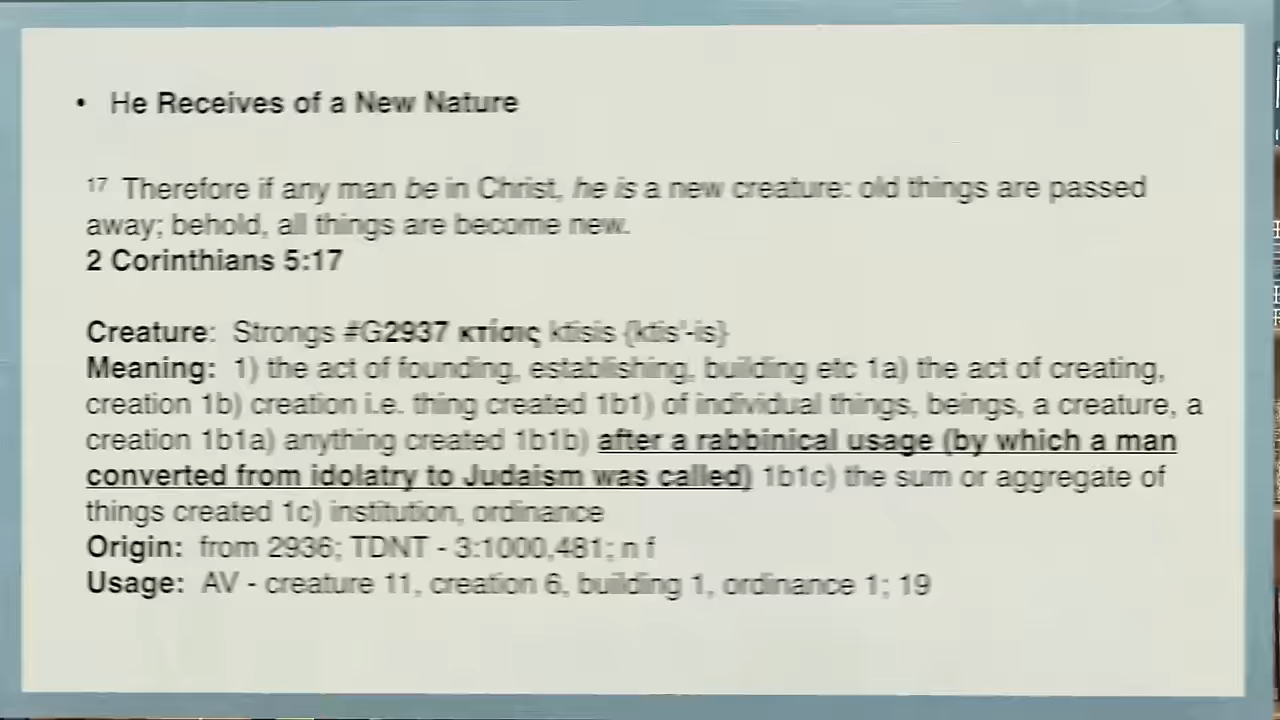 • He Receives of a New Nature
17 Therefore if any man be in Christ, he is a new creature: old things are passed
away; behold, all things are become new.
2 Corinthians 5:17
Creature: Strongs #G2937 κτίσις ktisis {ktis'-is}
Meaning: 1) the act of founding, establishing, building etc 1a) the act of creating,
creation 1b) creation i.e. thing created 1b1) of individual things, beings, a creature, a
creation 1b1a) anything created 1b1b) after a rabbinical usage (by which a man
converted from idolatry to Judaism was called) 1b1c) the sum or aggregate of
things created 1c) institution, ordinance
Origin: from 2936; TDNT - 3:1000,481; n f
Usage: AV - creature 11, creation 6, building 1, ordinance 1; 19